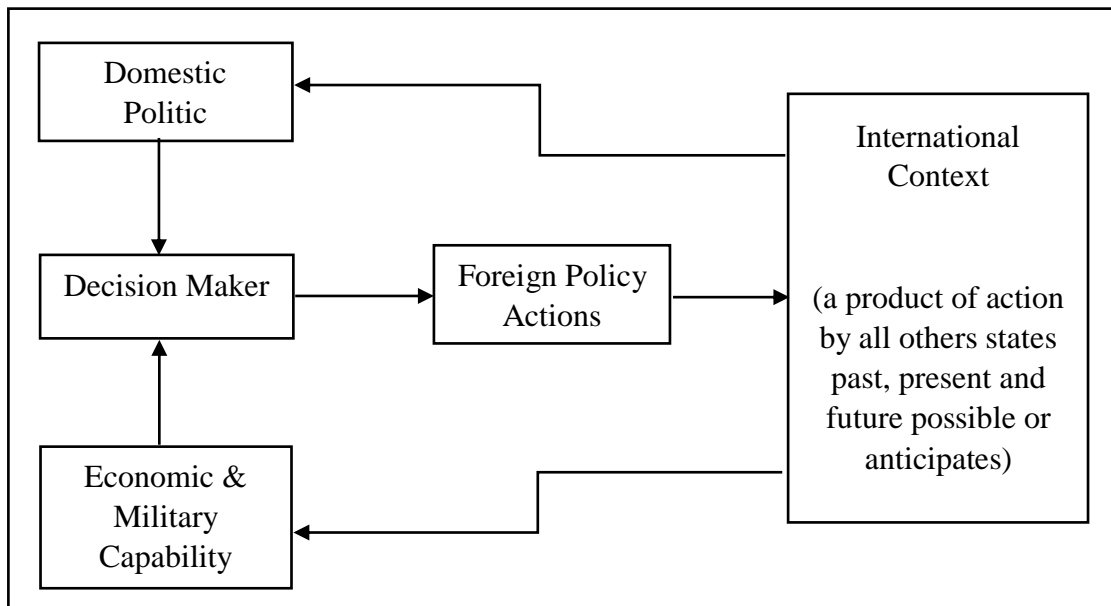 Domestic
Politic
International
Context
Decision Maker
Foreign Policy
Actions
(a product of action
by all others states
past, present and
future possible or
anticipates)
Economic &
Military
Capability